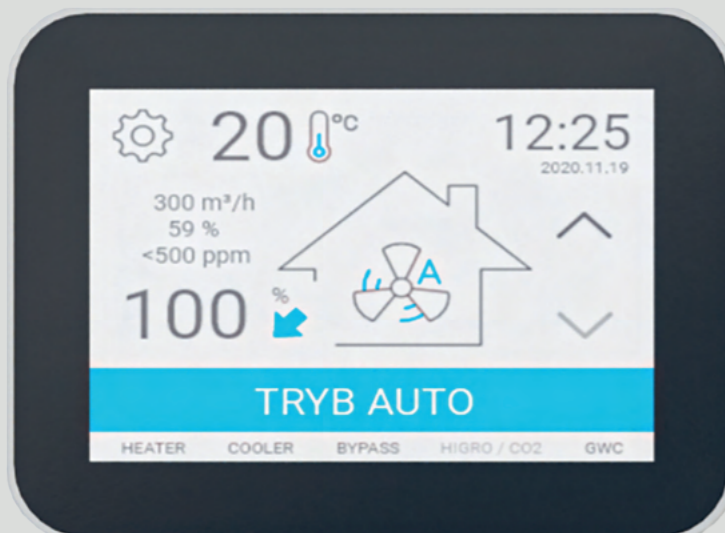 20 °C
12:25
2020.11.19
300 m³/h
59 %
<500 ppm
100 %
A
TRYB AUTO
HEATER COOLER BYPASS HIGRO / CO2 GWC